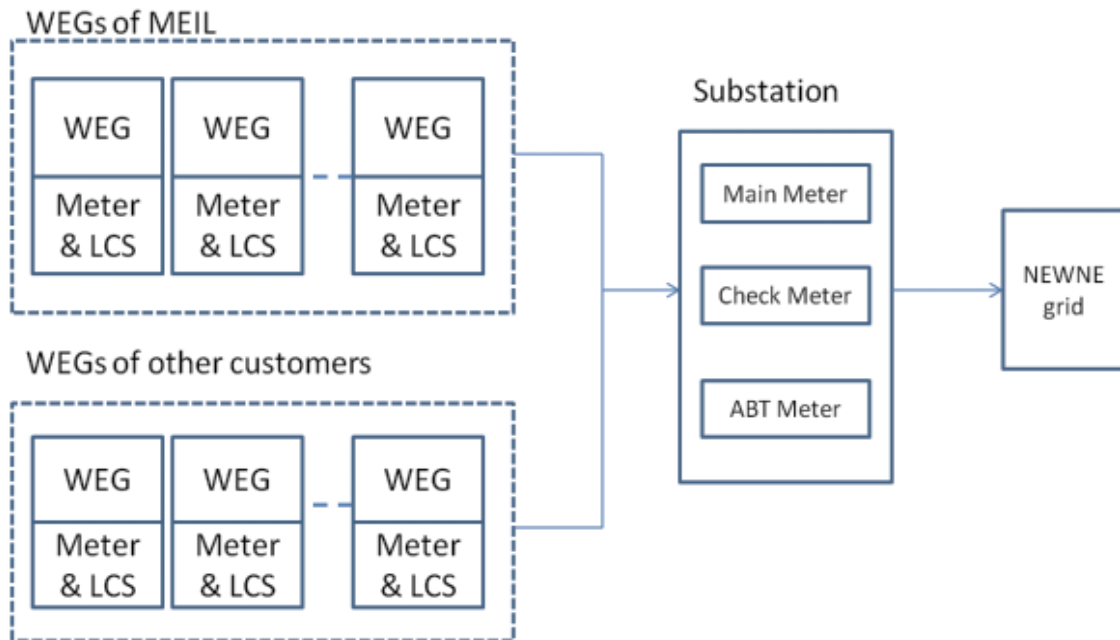 WEGs of MEIL
WEG
Meter
& LCS
WEG
Meter
& LCS
WEG
Meter
& LCS
WEGs of other customers
WEG
Meter
& LCS
WEG
Meter
& LCS
WEG
Meter
& LCS
Substation
Main Meter
Check Meter
ABT Meter
NEWNE
grid